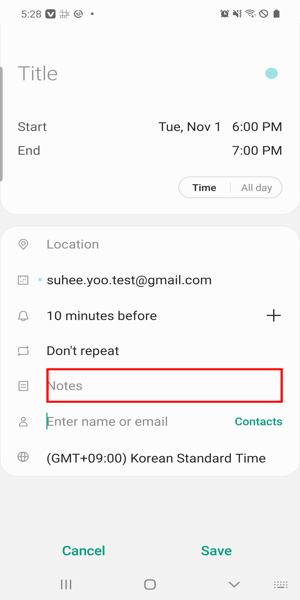 5:28
Title
Start Tue, Nov 1 6:00 PM
End 7:00 PM
Time All day
Location
suhee.yoo.test@gmail.com
10 minutes before
Don't repeat
Notes
Enter name or email Contacts
(GMT+09:00) Korean Standard Time
Cancel Save